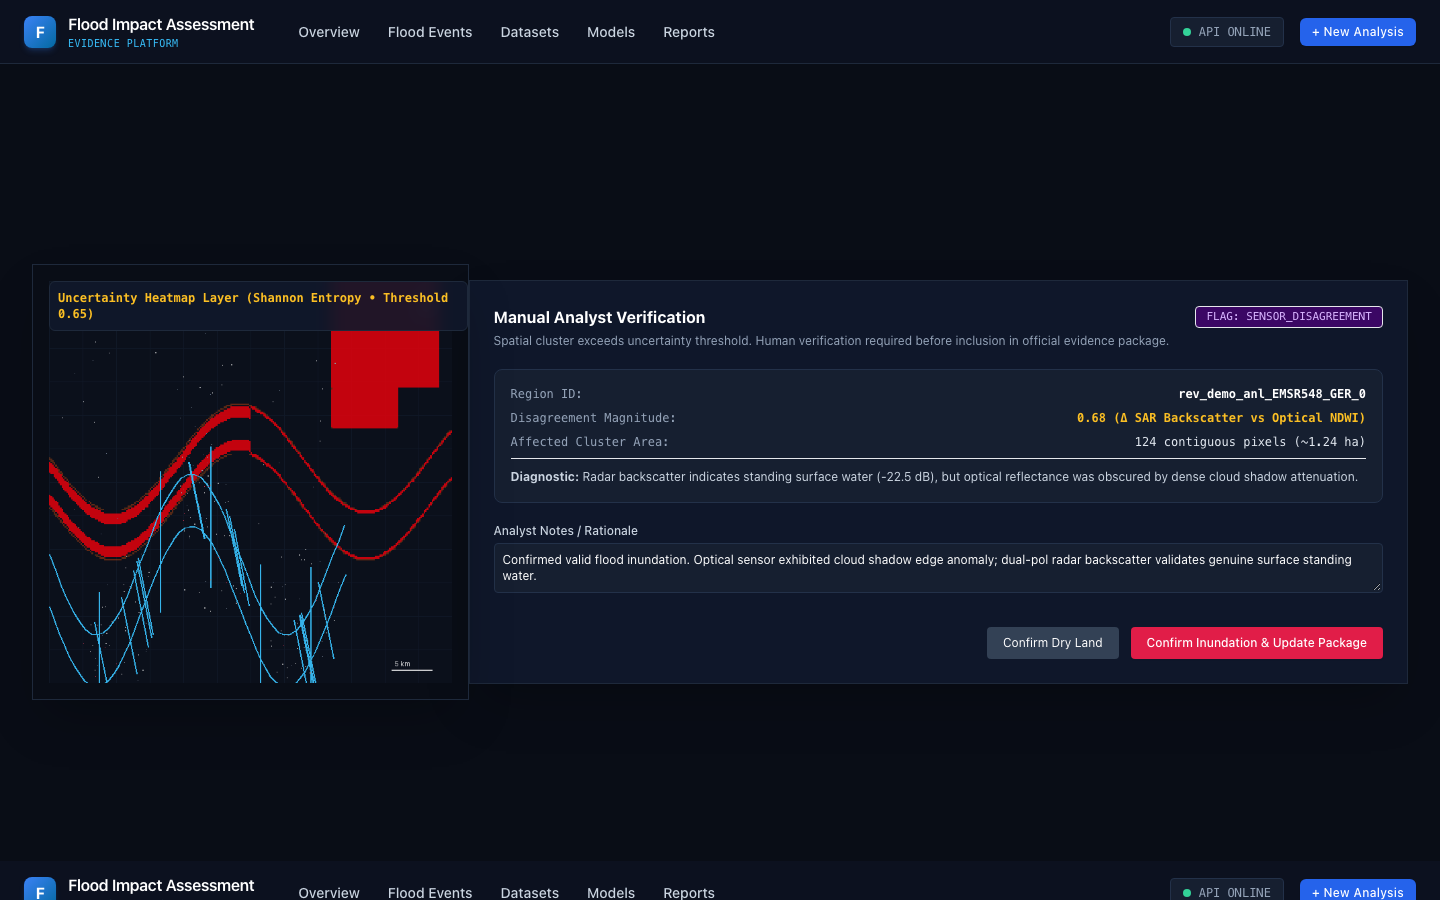 F
Flood Impact Assessment
EVIDENCE PLATFORM
Overview
Flood Events
Datasets
Models
Reports
API ONLINE
+ New Analysis
Uncertainty Heatmap Layer (Shannon Entropy • Threshold
0.65)
5 km
Manual Analyst Verification
FLAG: SENSOR_DISAGREEMENT
Spatial cluster exceeds uncertainty threshold. Human verification required before inclusion in official evidence package.
Region ID:
rev_demo_anl_EMSR548_GER_0
Disagreement Magnitude:
0.68 (Δ SAR Backscatter vs Optical NDWI)
Affected Cluster Area:
124 contiguous pixels (~1.24 ha)
Diagnostic: Radar backscatter indicates standing surface water (-22.5 dB), but optical reflectance was obscured by dense cloud shadow attenuation.
Analyst Notes / Rationale
Confirmed valid flood inundation. Optical sensor exhibited cloud shadow edge anomaly; dual-pol radar backscatter validates genuine surface standing
water.
Confirm Dry Land
Confirm Inundation & Update Package
F
Flood Impact Assessment
Overview
Flood Events
Datasets
Models
Reports
API ONLINE
+ New Analysis